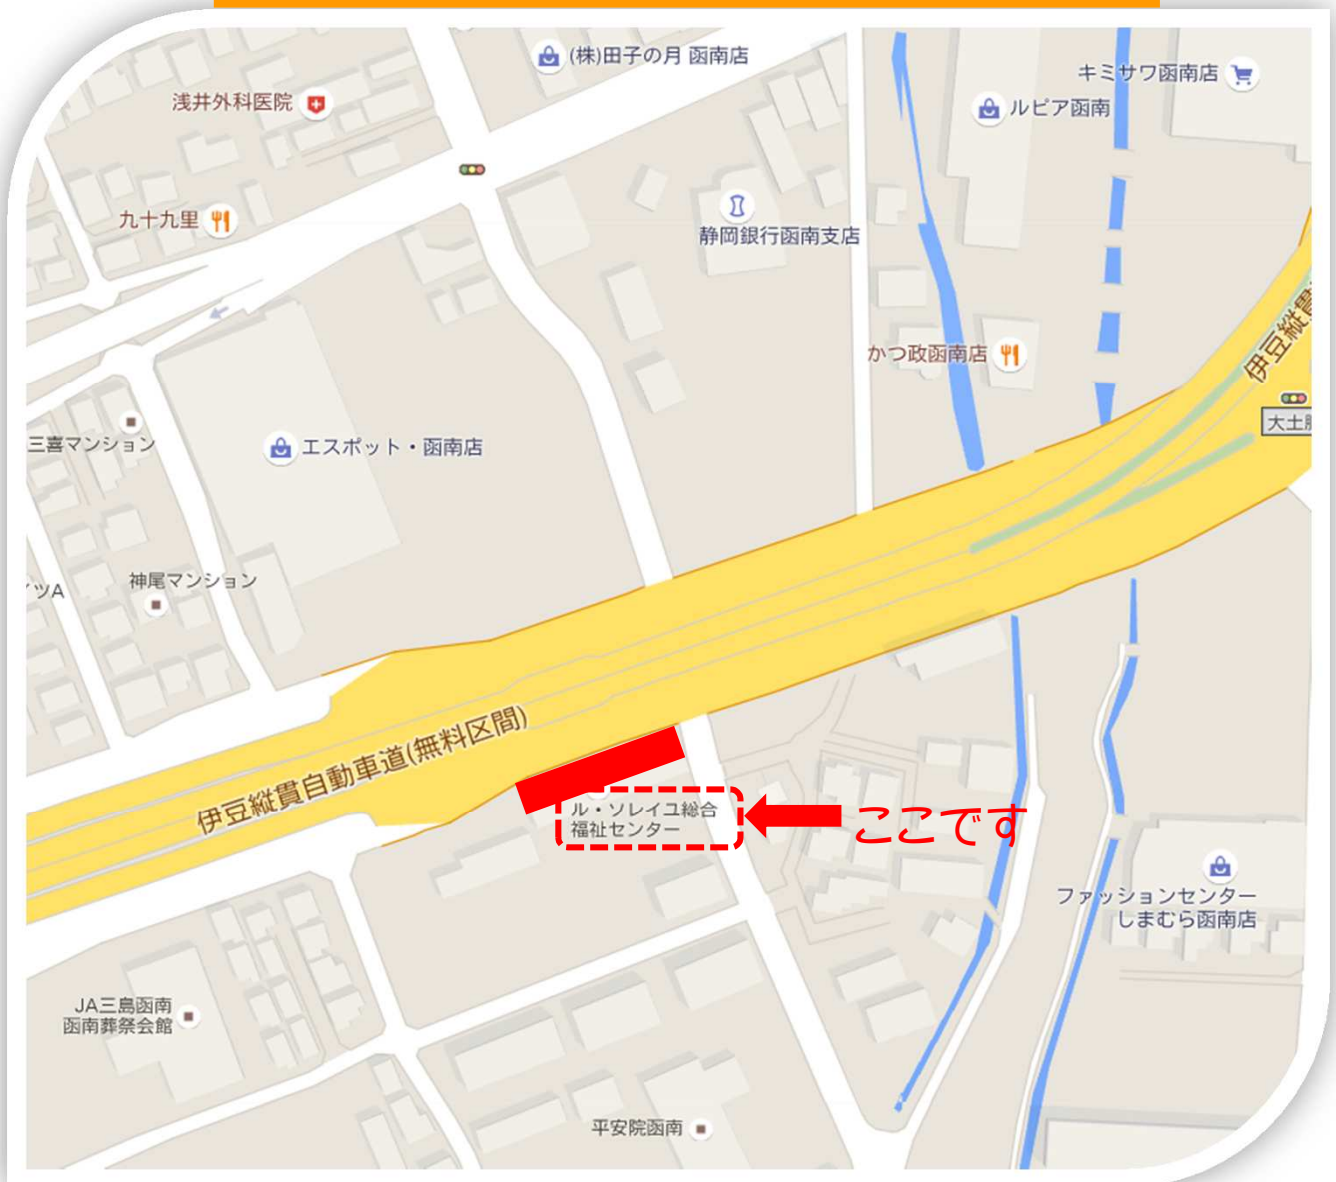 (株)田子の月 函南店
キミサワ函南店
浅井外科医院
ルピア函南
九十九里
静岡銀行函南支店
かつ政函南店
伊豆縦貫
大土
三喜マンション
エスポット・函南店
神尾マンション
ツA
伊豆縦貫自動車道(無料区間)
ル・ソレイユ総合
福祉センター
ここです
ファッションセンター
しまむら函南店
JA三島函南
函南葬祭会館
平安院函南